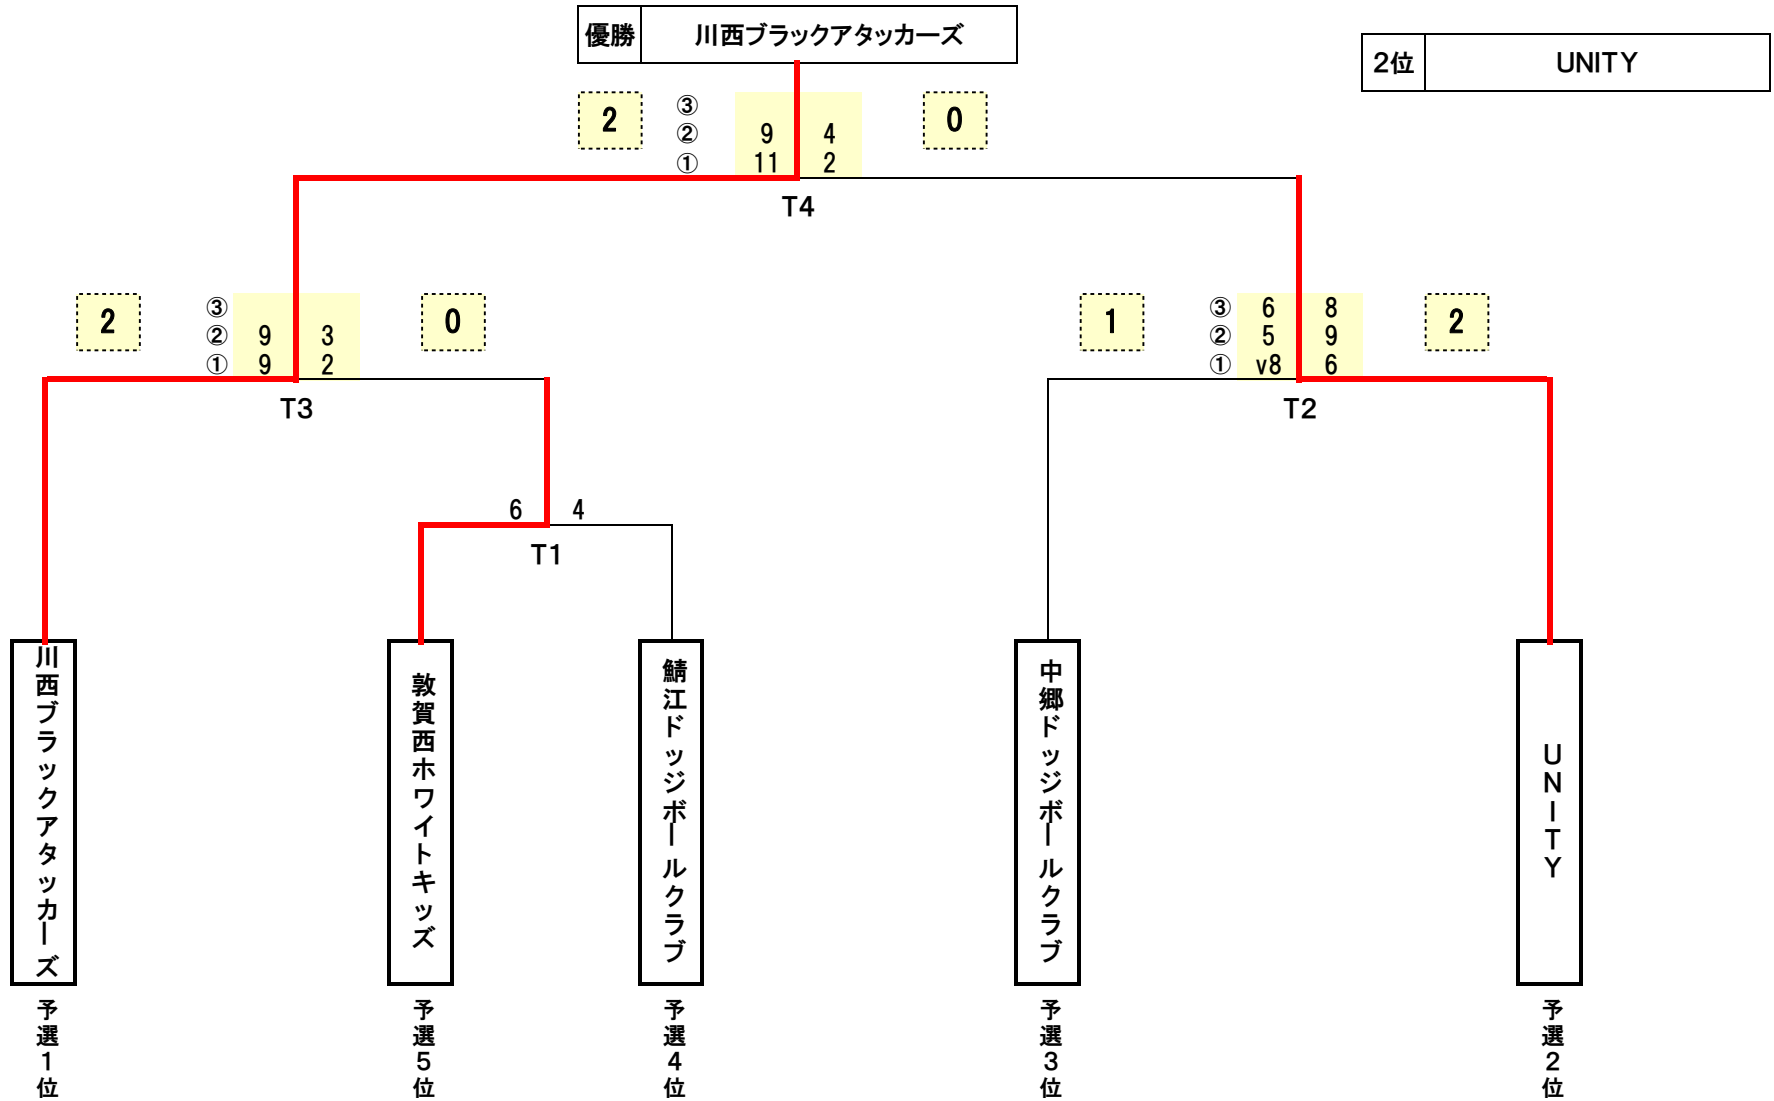 優勝 川西ブラックアタッカーズ
2位 UNITY
2 ③ 0
② 9 4
① 11 2
T4
2 ③ 0
② 9 3
① 9 2
T3
1 ③ 6 8 2
② 5 9
① v8 6
T2
6 4
T1
川西ブラックアタッカーズ
敦賀西ホワイトキッズ
鯖江ドッジボールクラブ
中郷ドッジボールクラブ
UNITY
予選1位
予選5位
予選4位
予選3位
予選2位